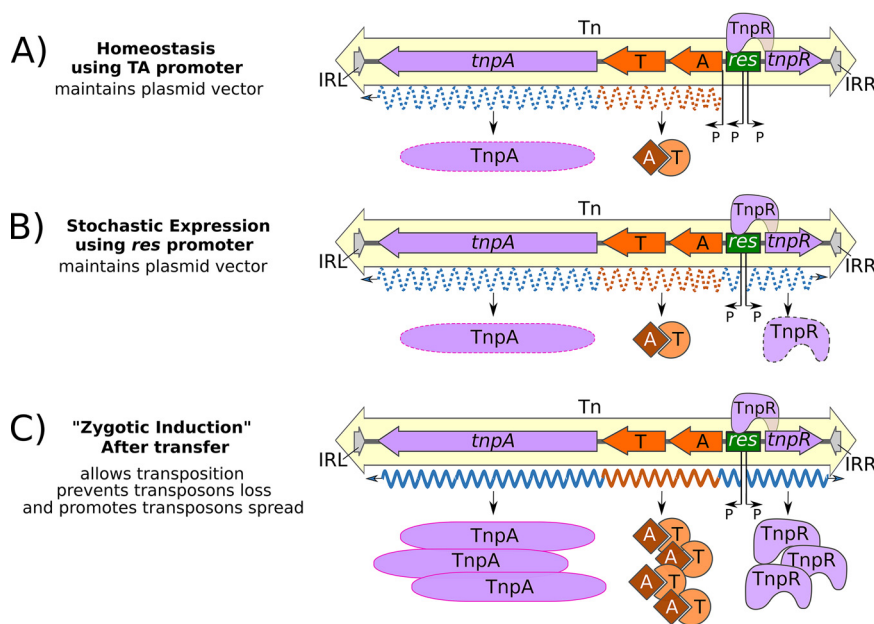 A)
Homeostasis
using TA promoter
maintains plasmid vector
Tn
TnpR
tnpA
T
A
res
tnpR
IRL
IRR
P
P
P
TnpA
A
T
B)
Stochastic Expression
using res promoter
maintains plasmid vector
Tn
TnpR
tnpA
T
A
res
tnpR
IRL
IRR
P
P
TnpA
A
T
TnpR
C)
"Zygotic Induction"
After transfer
allows transposition
prevents transposons loss
and promotes transposons spread
Tn
TnpR
tnpA
T
A
res
tnpR
IRL
IRR
P
P
TnpA
TnpA
TnpA
A
T
A
T
A
T
A
T
TnpR
TnpR
TnpR